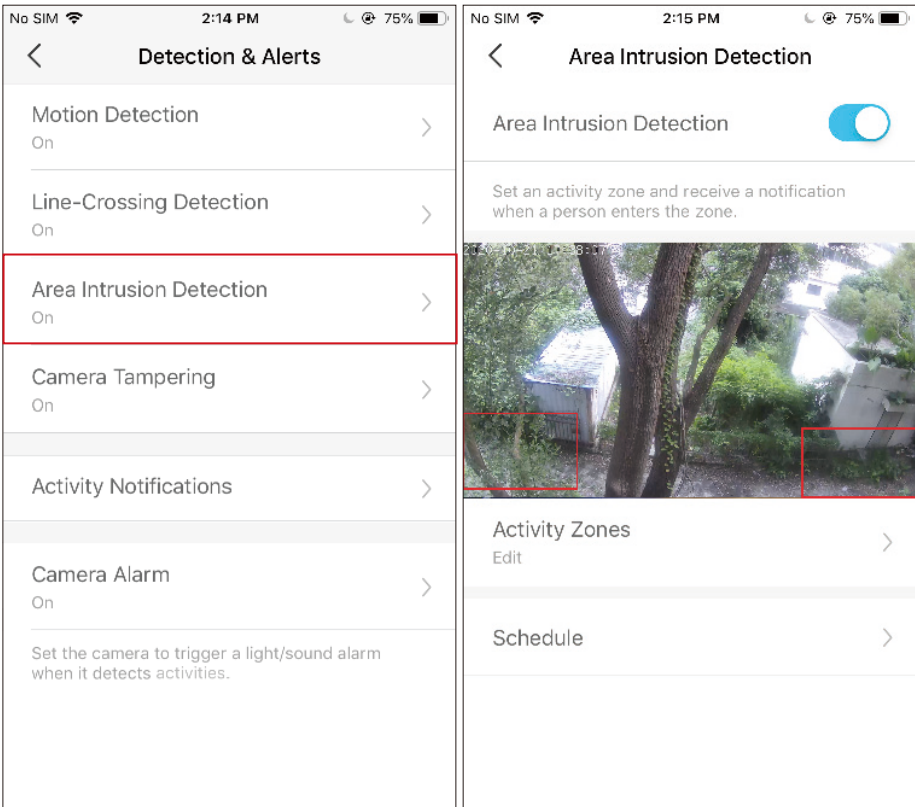 No SIM 2:14 PM 75%
Detection & Alerts
Motion Detection
On
Line-Crossing Detection
On
Area Intrusion Detection
On
Camera Tampering
On
Activity Notifications
Camera Alarm
On
Set the camera to trigger a light/sound alarm
when it detects activities.
No SIM 2:15 PM 75%
Area Intrusion Detection
Area Intrusion Detection
Set an activity zone and receive a notification
when a person enters the zone.
Activity Zones
Edit
Schedule